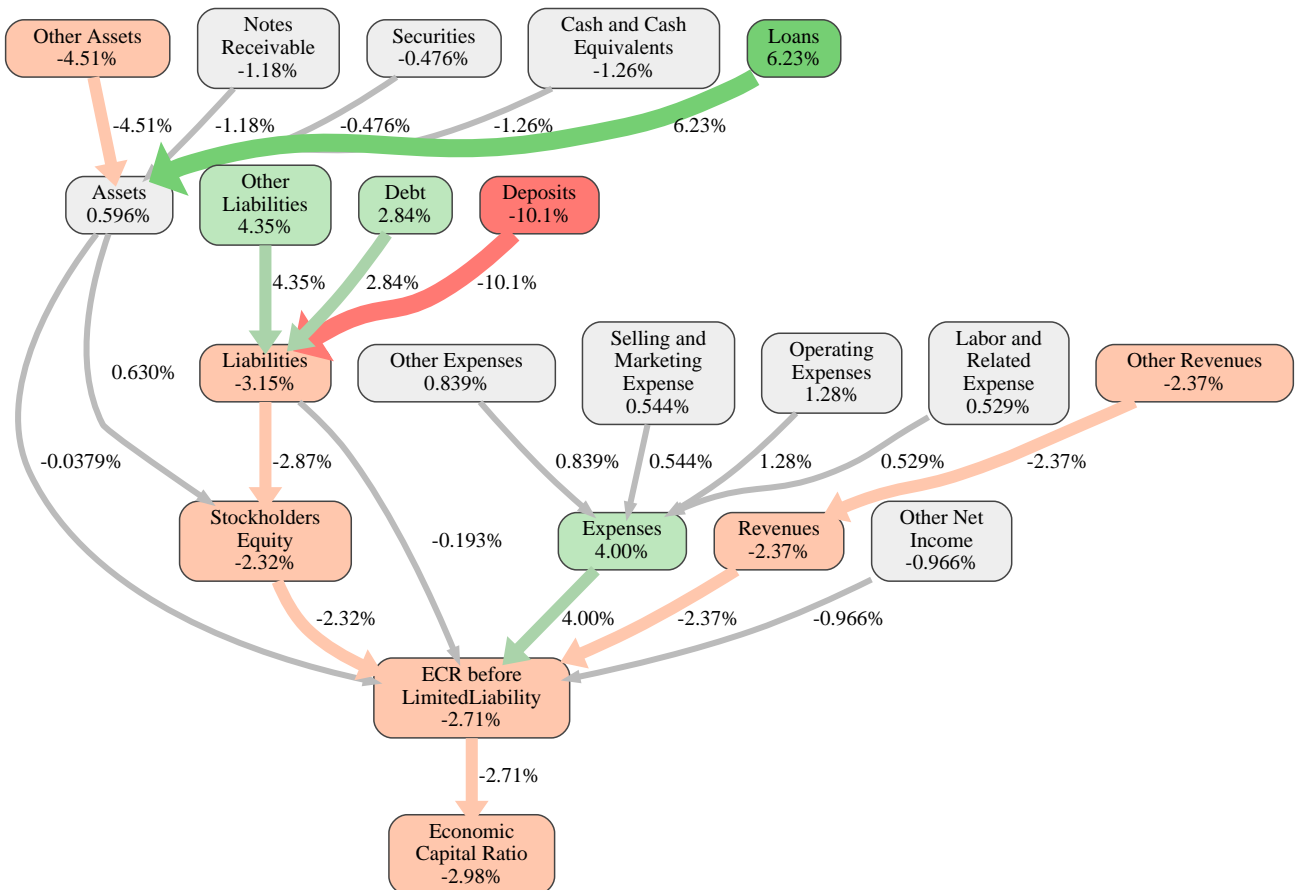 Other Assets
-4.51%
Notes
Receivable
-1.18%
Securities
-0.476%
Cash and Cash
Equivalents
-1.26%
Loans
6.23%
-4.51%
-1.18%
-0.476%
-1.26%
6.23%
Assets
0.596%
Other
Liabilities
4.35%
Debt
2.84%
Deposits
-10.1%
4.35%
2.84%
-10.1%
Liabilities
-3.15%
Other Expenses
0.839%
Selling and
Marketing
Expense
0.544%
Operating
Expenses
1.28%
Labor and
Related
Expense
0.529%
Other Revenues
-2.37%
0.630%
-0.0379%
-2.87%
0.839%
0.544%
1.28%
0.529%
-2.37%
Stockholders
Equity
-2.32%
-0.193%
Expenses
4.00%
Revenues
-2.37%
Other Net
Income
-0.966%
-2.32%
4.00%
-2.37%
-0.966%
ECR before
LimitedLiability
-2.71%
-2.71%
Economic
Capital Ratio
-2.98%